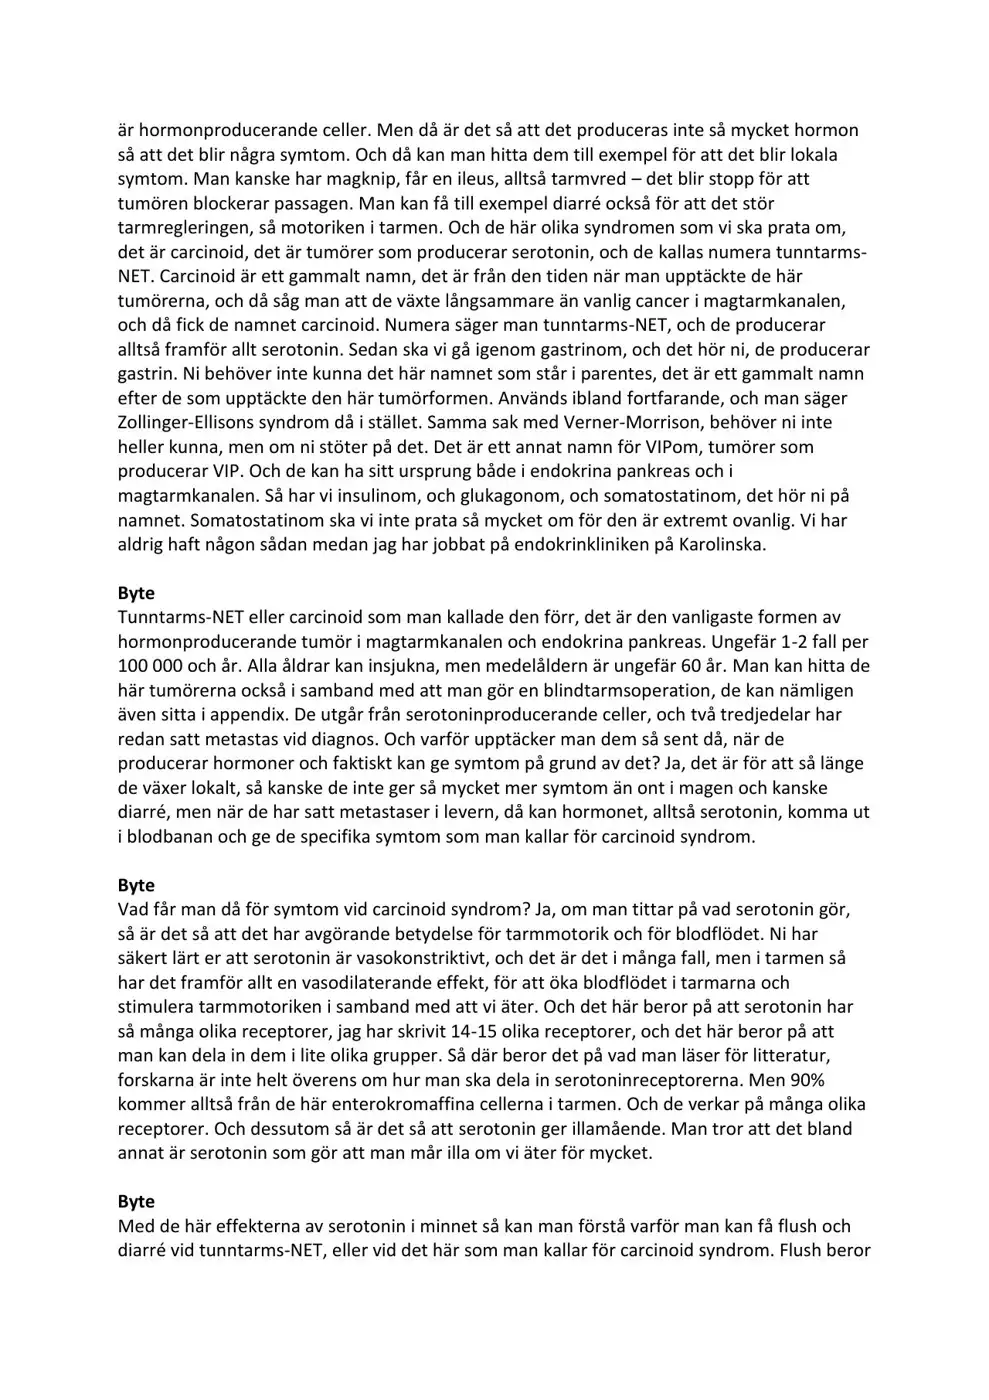 är hormonproducerande celler. Men då är det så att det produceras inte så mycket hormon
så att det blir några symtom. Och då kan man hitta dem till exempel för att det blir lokala
symtom. Man kanske har magknip, får en ileus, alltså tarmvred – det blir stopp för att
tumören blockerar passagen. Man kan få till exempel diarré också för att det stör
tarmregleringen, så motoriken i tarmen. Och de här olika syndromen som vi ska prata om,
det är carcinoid, det är tumörer som producerar serotonin, och de kallas numera tunntarms-
NET. Carcinoid är ett gammalt namn, det är från den tiden när man upptäckte de här
tumörerna, och då såg man att de växte långsammare än vanlig cancer i magtarmkanalen,
och då fick de namnet carcinoid. Numera säger man tunntarms-NET, och de producerar
alltså framför allt serotonin. Sedan ska vi gå igenom gastrinom, och det hör ni, de producerar
gastrin. Ni behöver inte kunna det här namnet som står i parentes, det är ett gammalt namn
efter de som upptäckte den här tumörformen. Används ibland fortfarande, och man säger
Zollinger-Ellisons syndrom då i stället. Samma sak med Verner-Morrison, behöver ni inte
heller kunna, men om ni stöter på det. Det är ett annat namn för VIPom, tumörer som
producerar VIP. Och de kan ha sitt ursprung både i endokrina pankreas och i
magtarmkanalen. Så har vi insulinom, och glukagonom, och somatostatinom, det hör ni på
namnet. Somatostatinom ska vi inte prata så mycket om för den är extremt ovanlig. Vi har
aldrig haft någon sådan medan jag har jobbat på endokrinkliniken på Karolinska.
Byte
Tunntarms-NET eller carcinoid som man kallade den förr, det är den vanligaste formen av
hormonproducerande tumör i magtarmkanalen och endokrina pankreas. Ungefär 1-2 fall per
100 000 och år. Alla åldrar kan insjukna, men medelåldern är ungefär 60 år. Man kan hitta de
här tumörerna också i samband med att man gör en blindtarmsoperation, de kan nämligen
även sitta i appendix. De utgår från serotoninproducerande celler, och två tredjedelar har
redan satt metastas vid diagnos. Och varför upptäcker man dem så sent då, när de
producerar hormoner och faktiskt kan ge symtom på grund av det? Ja, det är för att så länge
de växer lokalt, så kanske de inte ger så mycket mer symtom än ont i magen och kanske
diarré, men när de har satt metastaser i levern, då kan hormonet, alltså serotonin, komma ut
i blodbanan och ge de specifika symtom som man kallar för carcinoid syndrom.
Byte
Vad får man då för symtom vid carcinoid syndrom? Ja, om man tittar på vad serotonin gör,
så är det så att det har avgörande betydelse för tarmmotorik och för blodflödet. Ni har
säkert lärt er att serotonin är vasokonstriktivt, och det är det i många fall, men i tarmen så
har det framför allt en vasodilaterande effekt, för att öka blodflödet i tarmarna och
stimulera tarmmotoriken i samband med att vi äter. Och det här beror på att serotonin har
så många olika receptorer, jag har skrivit 14-15 olika receptorer, och det här beror på att
man kan dela in dem i lite olika grupper. Så där beror det på vad man läser för litteratur,
forskarna är inte helt överens om hur man ska dela in serotoninreceptorerna. Men 90%
kommer alltså från de här enterokromaffina cellerna i tarmen. Och de verkar på många olika
receptorer. Och dessutom så är det så att serotonin ger illamående. Man tror att det bland
annat är serotonin som gör att man mår illa om vi äter för mycket.
Byte
Med de här effekterna av serotonin i minnet så kan man förstå varför man kan få flush och
diarré vid tunntarms-NET, eller vid det här som man kallar för carcinoid syndrom. Flush beror